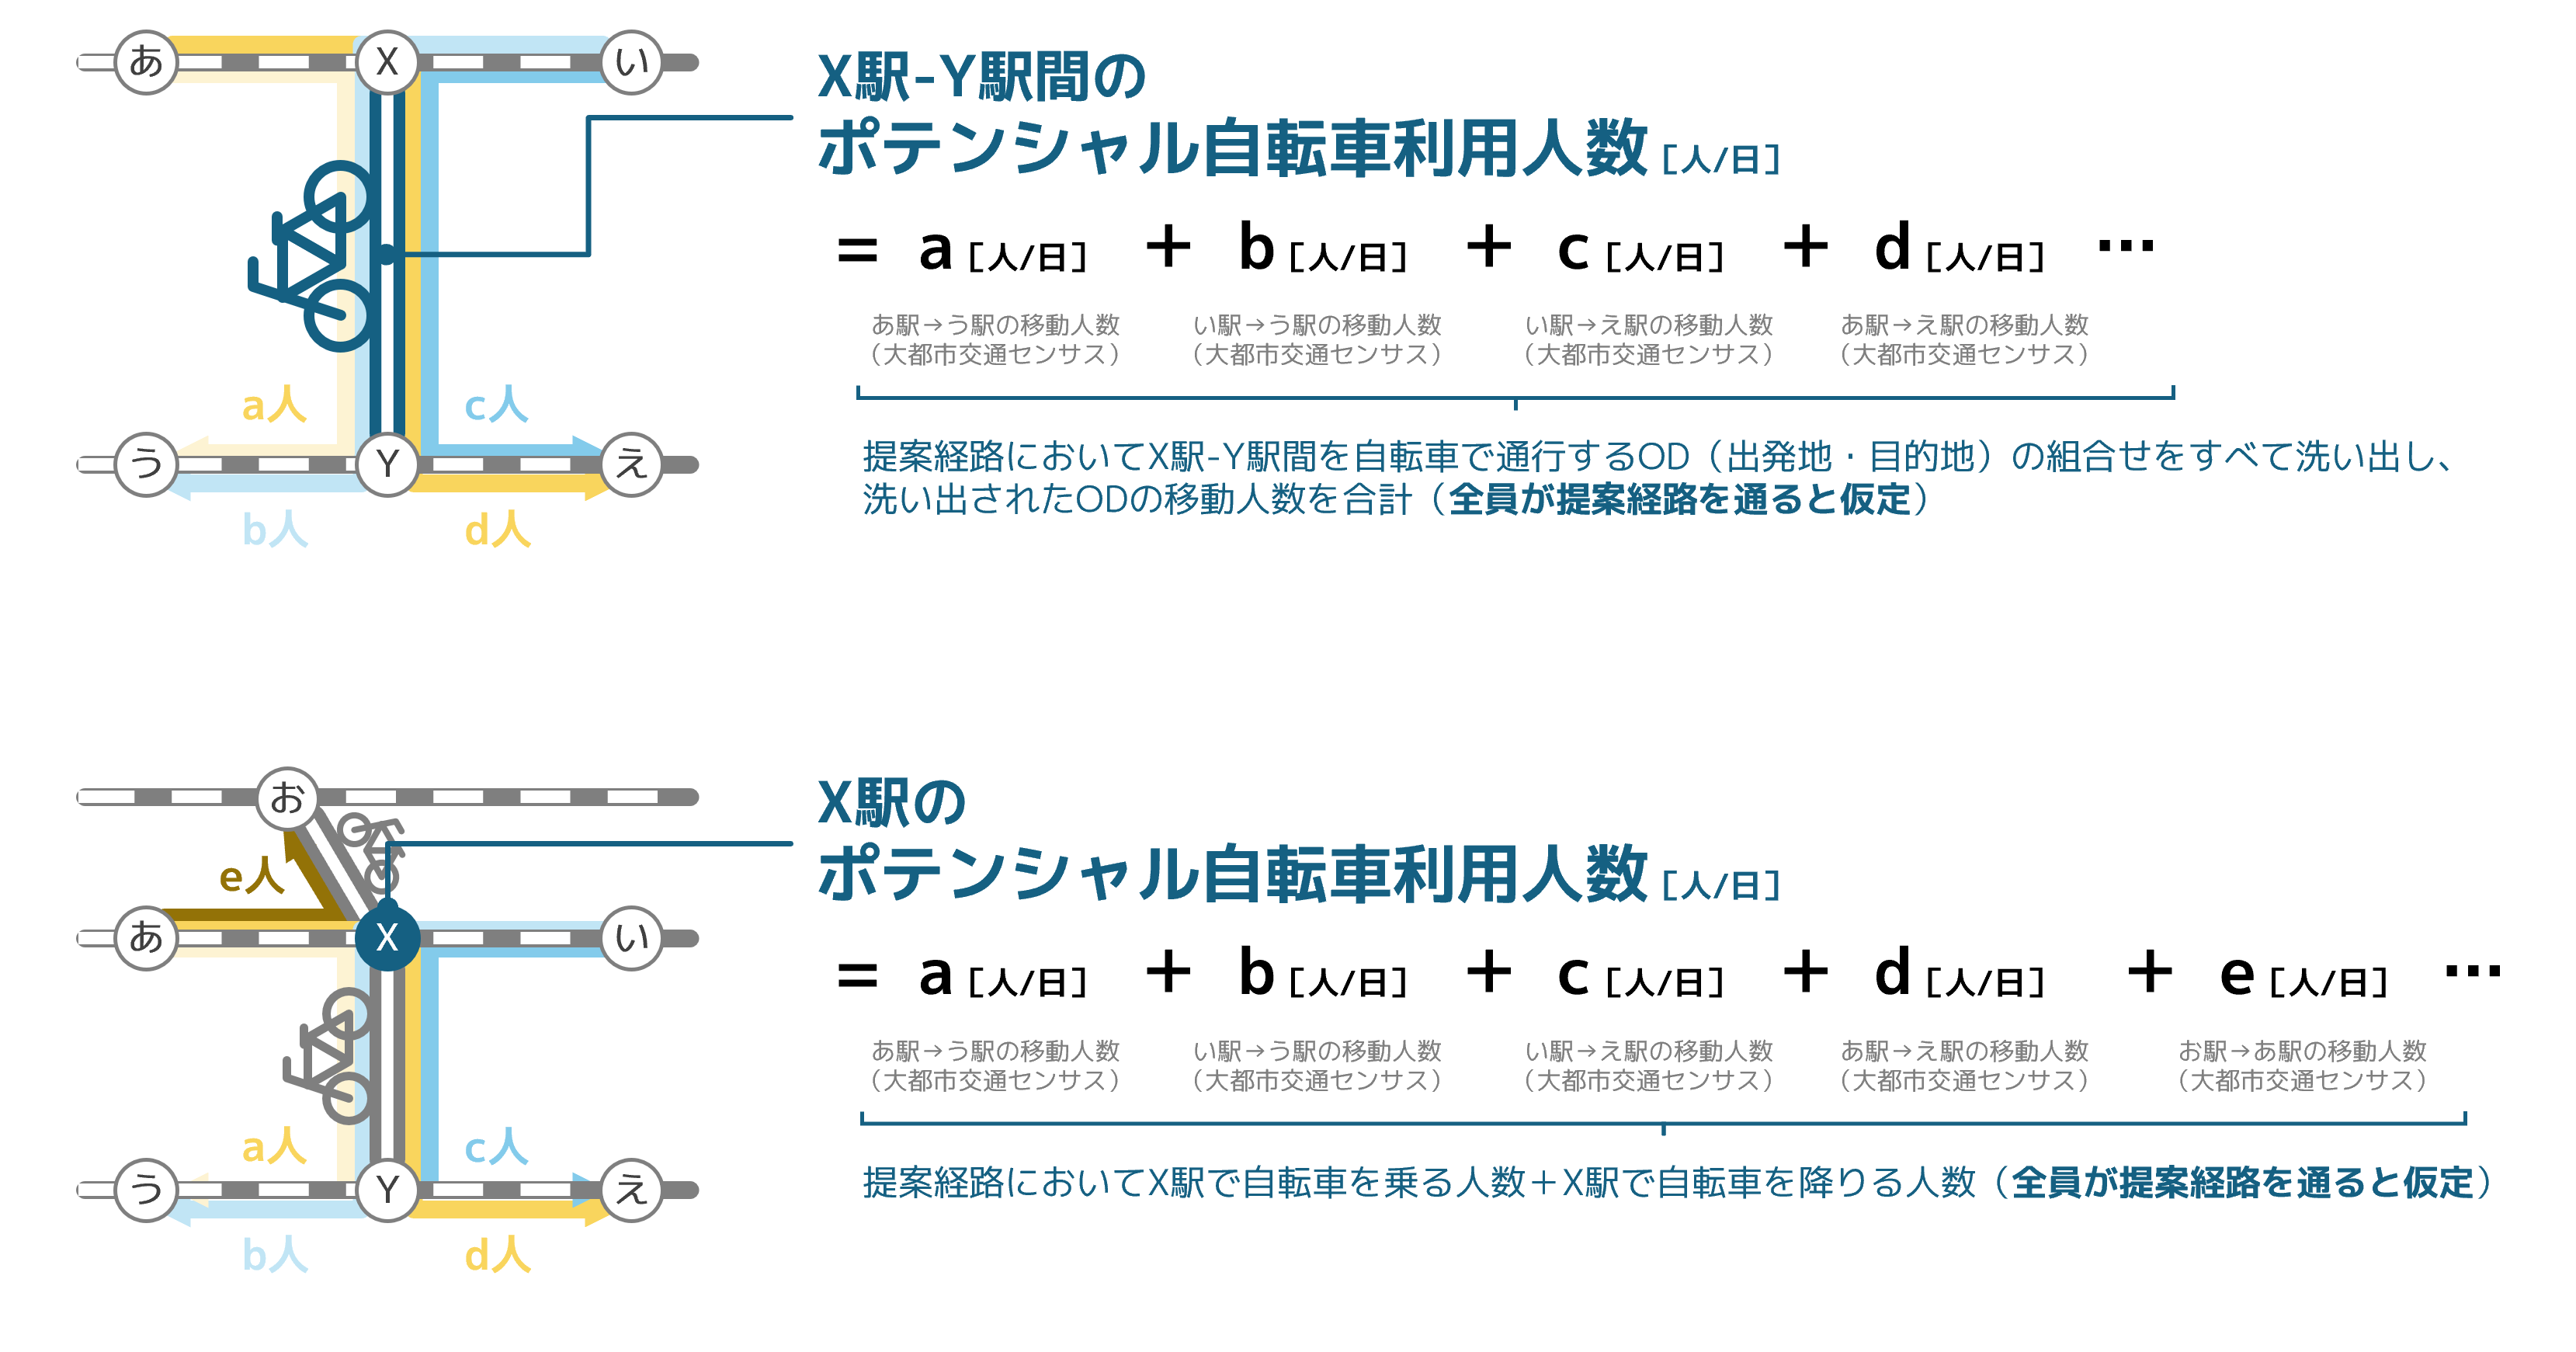 あ
X
い
X駅-Y駅間の
ポテンシャル自転車利用人数 [人/日]
= a [人/日] + b [人/日] + c [人/日] + d [人/日] …
あ駅→う駅の移動人数
(大都市交通センサス)
い駅→う駅の移動人数
(大都市交通センサス)
い駅→え駅の移動人数
(大都市交通センサス)
あ駅→え駅の移動人数
(大都市交通センサス)
a人
c人
う
Y
え
b人
d人
提案経路においてX駅-Y駅間を自転車で通行するOD（出発地・目的地）の組合せをすべて洗い出し、
洗い出されたODの移動人数を合計（全員が提案経路を通ると仮定）
お
e人
あ
X
い
X駅の
ポテンシャル自転車利用人数 [人/日]
= a [人/日] + b [人/日] + c [人/日] + d [人/日] + e [人/日] …
あ駅→う駅の移動人数
(大都市交通センサス)
い駅→う駅の移動人数
(大都市交通センサス)
い駅→え駅の移動人数
(大都市交通センサス)
あ駅→え駅の移動人数
(大都市交通センサス)
お駅→あ駅の移動人数
(大都市交通センサス)
a人
c人
う
Y
え
b人
d人
提案経路においてX駅で自転車を乗る人数＋X駅で自転車を降りる人数（全員が提案経路を通ると仮定）